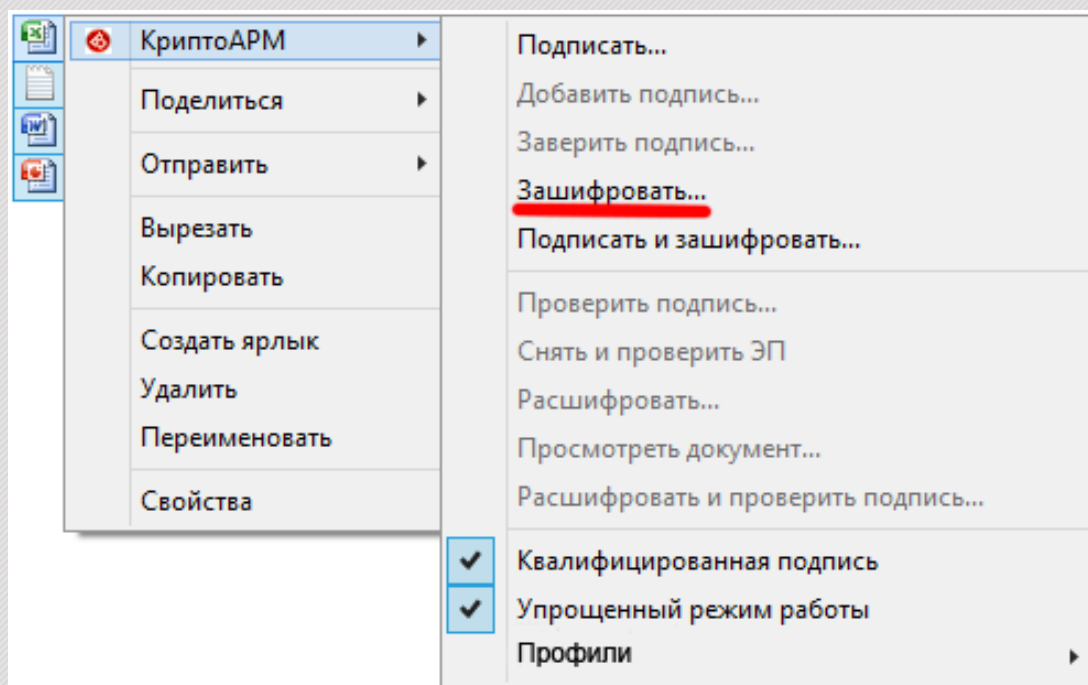 КриптоАРМ
Поделиться
Отправить
Вырезать
Копировать
Создать ярлык
Удалить
Переименовать
Свойства
Подписать...
Добавить подпись...
Заверить подпись...
Зашифровать...
Подписать и зашифровать...
Проверить подпись...
Снять и проверить ЭП
Расшифровать...
Просмотреть документ...
Расшифровать и проверить подпись...
Квалифицированная подпись
Упрощенный режим работы
Профили